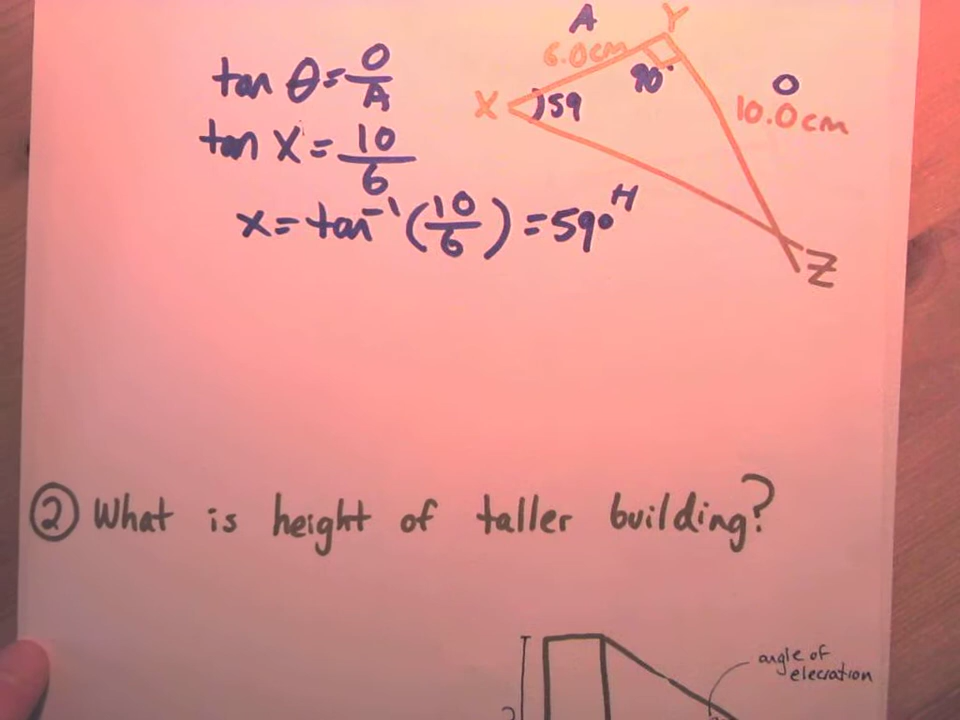 tan θ = O/A
tan X = 10/6
x = tan⁻¹(10/6) = 59°
H
A
Y
6.0cm
90°
O
X
59
10.0cm
Z
② What is height of taller building?
angle of
elevation